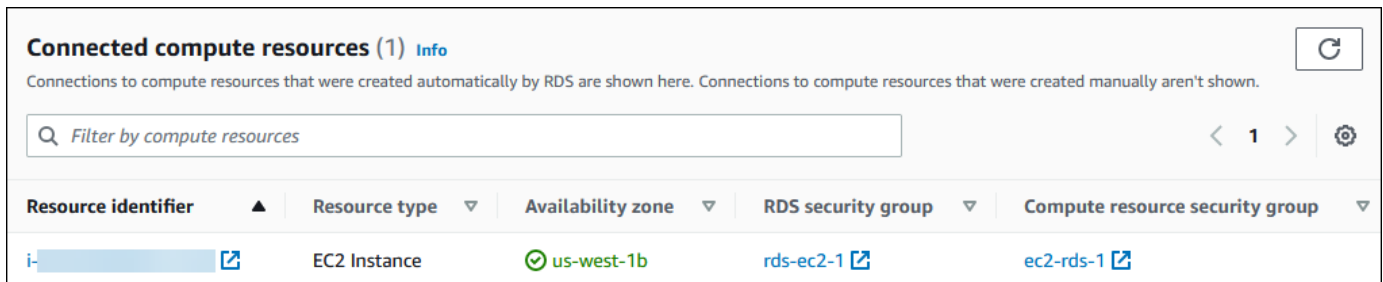 Connected compute resources (1) Info
Connections to compute resources that were created automatically by RDS are shown here. Connections to compute resources that were created manually aren't shown.
Filter by compute resources
1
Resource identifier Resource type Availability zone RDS security group Compute resource security group
i- EC2 Instance us-west-1b rds-ec2-1 ec2-rds-1